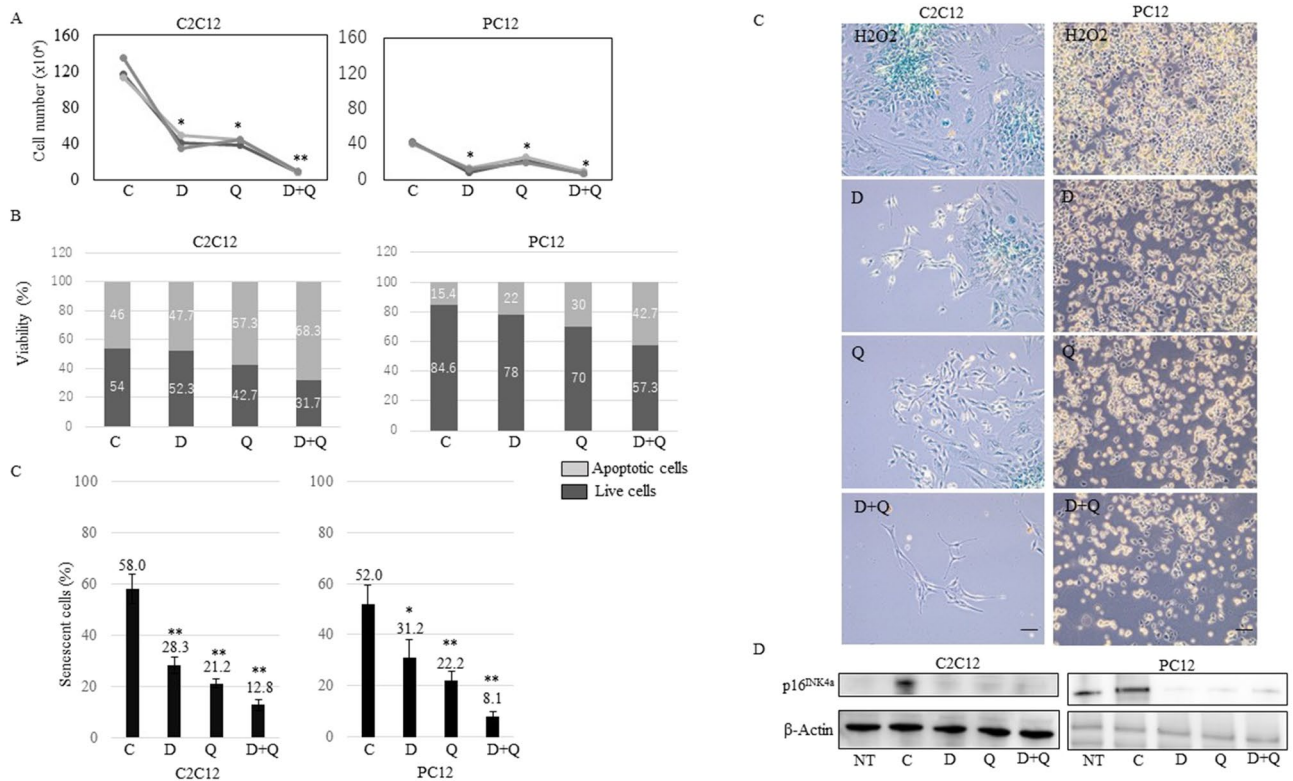 A
C2C12
PC12
Cell number (x10⁴)
160
120
80
40
0
*
*
**
C D Q D+Q
160
120
80
40
0
*
*
*
C D Q D+Q
B
C2C12
PC12
Viability (%)
120
100
80
60
40
20
0
46 47.7 57.3 68.3
54 52.3 42.7 31.7
C D Q D+Q
120
100
80
60
40
20
0
15.4 22 30 42.7
84.6 78 70 57.3
C D Q D+Q
Apoptotic cells
Live cells
C
Senescent cells (%)
100
80
60
40
20
0
58.0
**
28.3
**
21.2
**
12.8
C D Q D+Q
C2C12
100
80
60
40
20
0
52.0
*
31.2
**
22.2
**
8.1
C D Q D+Q
PC12
C
C2C12
PC12
H2O2
H2O2
D
D
Q
Q
D+Q
D+Q
D
C2C12
PC12
p16INK4a
β-Actin
NT C D Q D+Q
NT C D Q D+Q